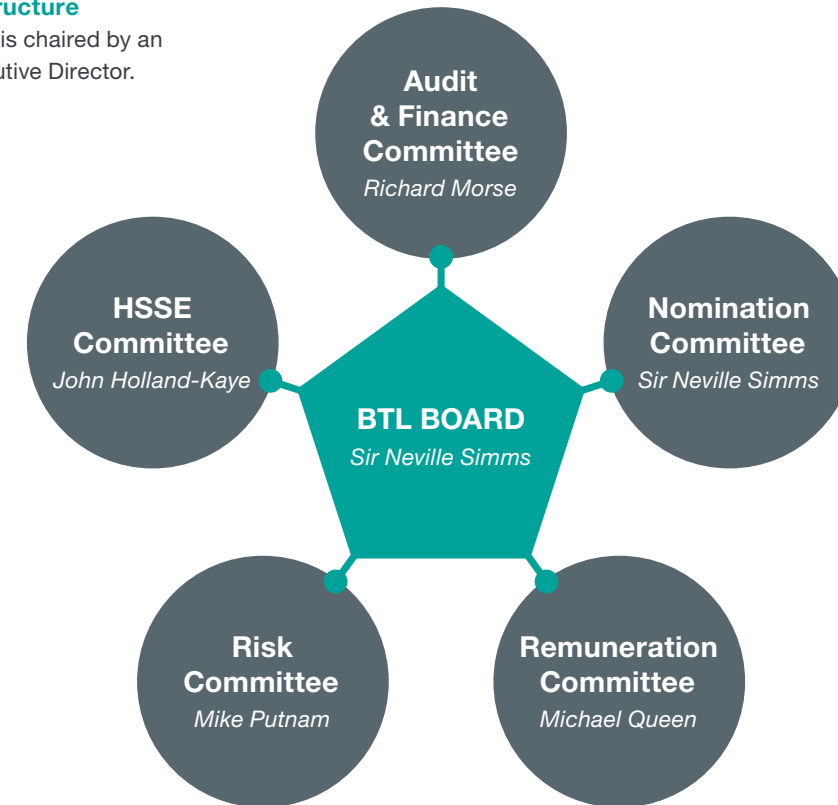 ructure
is chaired by an
utive Director.
Audit
& Finance
Committee
Richard Morse
HSSE
Committee
John Holland-Kaye
Nomination
Committee
Sir Neville Simms
BTL BOARD
Sir Neville Simms
Risk
Committee
Mike Putnam
Remuneration
Committee
Michael Queen